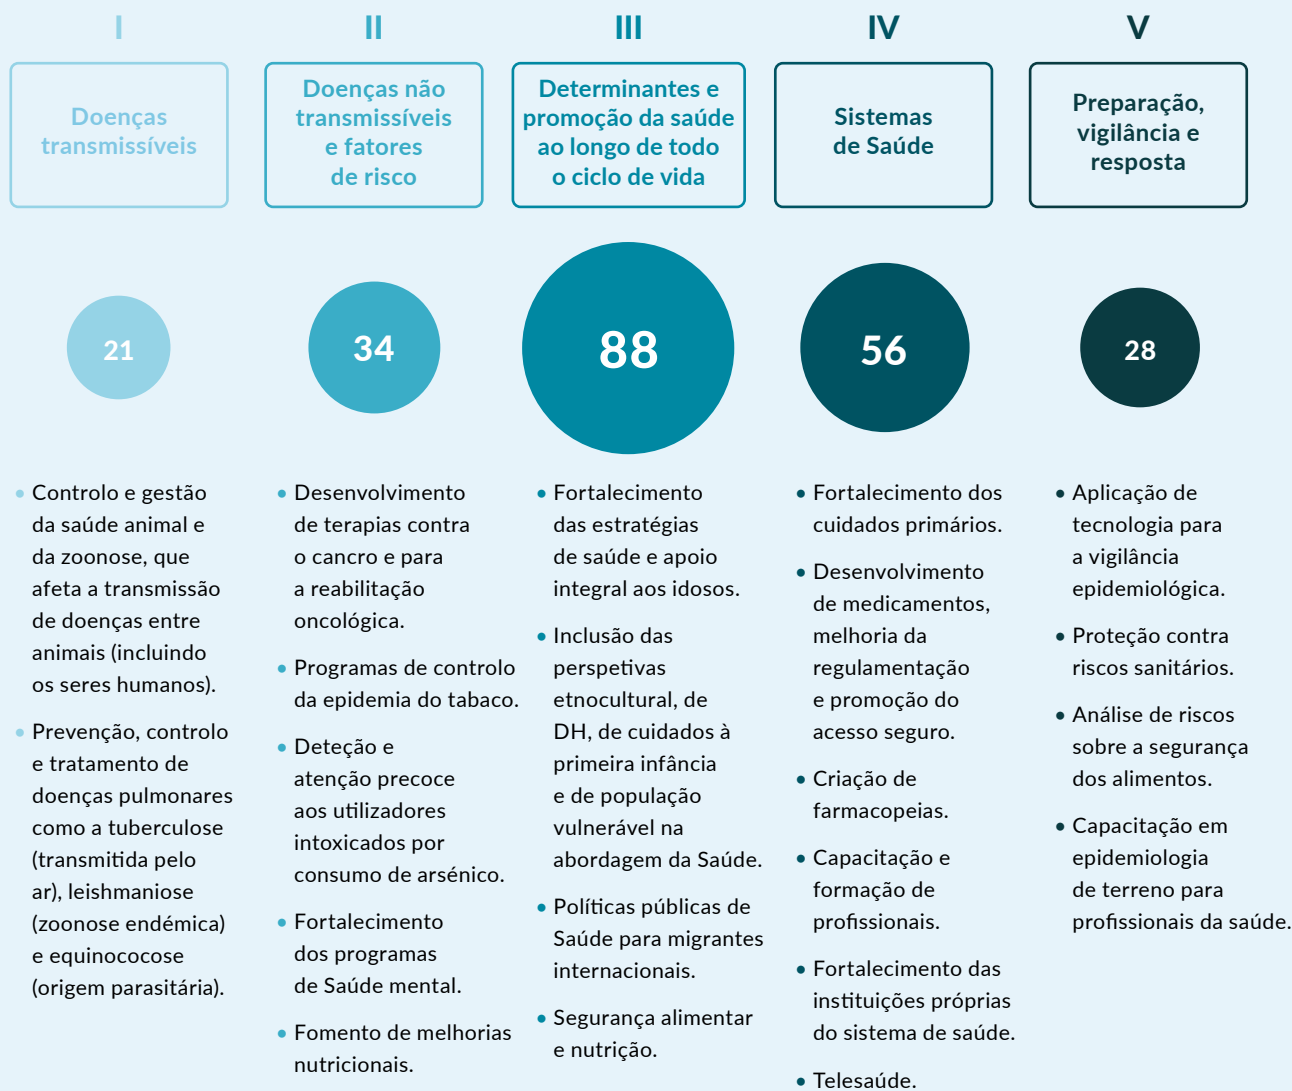 I
Doenças
transmissíveis
21
• Controlo e gestão
da saúde animal e
da zoonose, que
afeta a transmissão
de doenças entre
animais (incluindo
os seres humanos).
• Prevenção, controlo
e tratamento de
doenças pulmonares
como a tuberculose
(transmitida pelo
ar), leishmaniose
(zoonose endémica)
e equinococose
(origem parasitária).
II
Doenças não
transmissíveis
e fatores
de risco
34
• Desenvolvimento
de terapias contra
o cancro e para
a reabilitação
oncológica.
• Programas de controlo
da epidemia do tabaco.
• Deteção e
atenção precoce
aos utilizadores
intoxicados por
consumo de arsénico.
• Fortalecimento
dos programas
de Saúde mental.
• Fomento de melhorias
nutricionais.
III
Determinantes e
promoção da saúde
ao longo de todo
o ciclo de vida
88
• Fortalecimento
das estratégias
de saúde e apoio
integral aos idosos.
• Inclusão das
perspetivas
etnocultural, de
DH, de cuidados à
primeira infância
e de população
vulnerável na
abordagem da Saúde.
• Políticas públicas de
Saúde para migrantes
internacionais.
• Segurança alimentar
e nutrição.
IV
Sistemas
de Saúde
56
• Fortalecimento dos
cuidados primários.
• Desenvolvimento
de medicamentos,
melhoria da
regulamentação
e promoção do
acesso seguro.
• Criação de
farmacopeias.
• Capacitação e
formação de
profissionais.
• Fortalecimento das
instituições próprias
do sistema de saúde.
• Telesaúde.
V
Preparação,
vigilância e
resposta
28
• Aplicação de
tecnologia para
a vigilância
epidemiológica.
• Proteção contra
riscos sanitários.
• Análise de riscos
sobre a segurança
dos alimentos.
• Capacitação em
epidemiologia
de terreno para
profissionais da saúde.